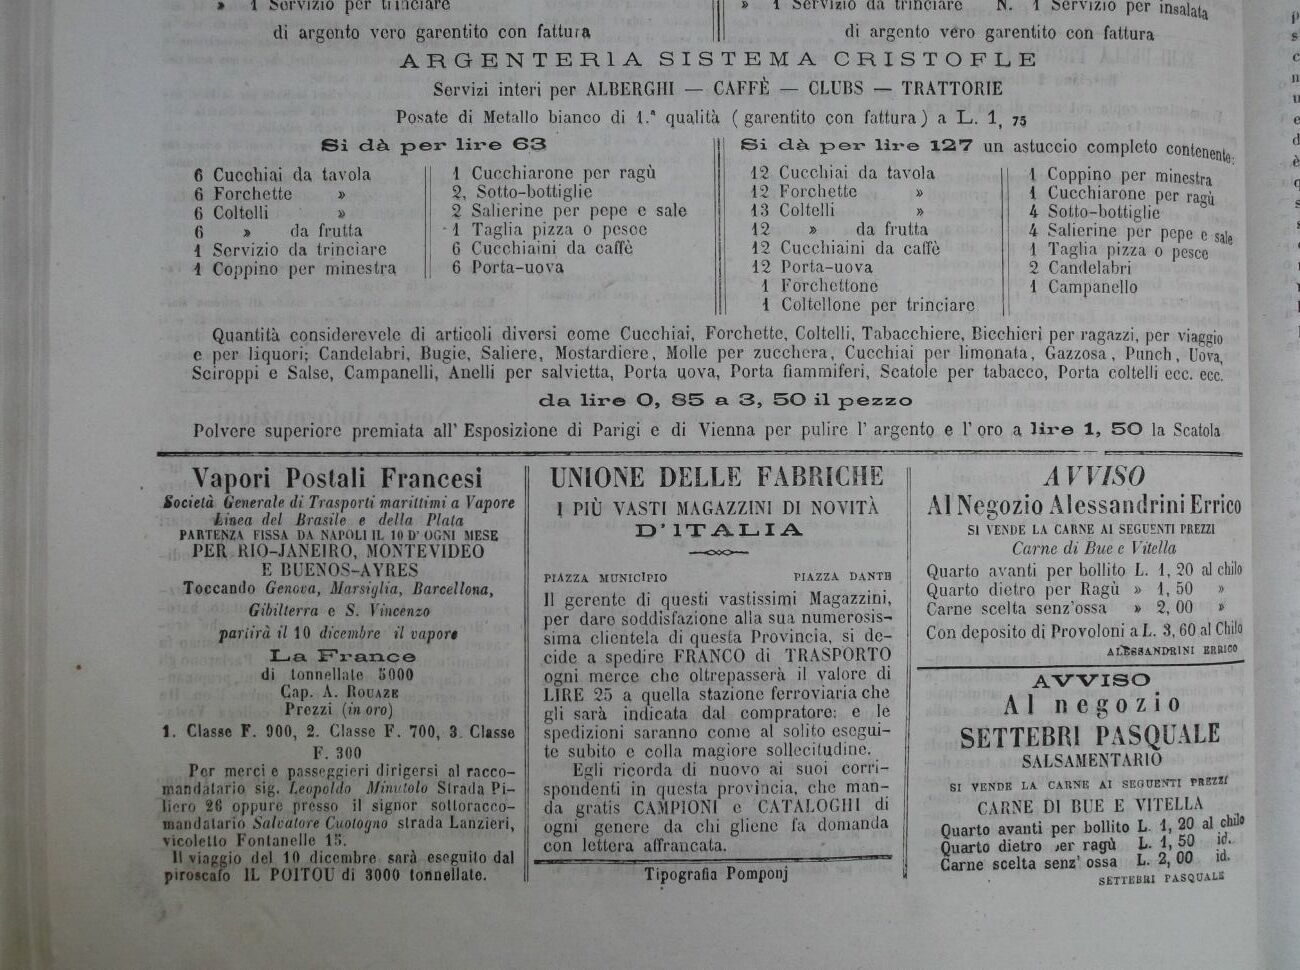 » 1 Servizio per trinciare
di argento vero garentito con fattura
» 1 Servizio da trinciare N. 1 Servizio per insalata
di argento vero garentito con fattura
ARGENTERIA SISTEMA CRISTOFLE
Servizi interi per ALBERGHI — CAFFÈ — CLUBS — TRATTORIE
Posate di Metallo bianco di 1.ª qualità (garentito con fattura) a L. 1, 75
Si dà per lire 63
6 Cucchiai da tavola
6 Forchette »
6 Coltelli »
6 » da frutta
1 Servizio da trinciare
1 Coppino per minestra
1 Cucchiarone per ragù
2, Sotto-bottiglie
2 Salierine per pepe e sale
1 Taglia pizza o pesce
6 Cucchiaini da caffè
6 Porta-uova
Si dà per lire 127 un astuccio completo contenente:
12 Cucchiai da tavola
12 Forchette »
13 Coltelli »
12 » da frutta
12 Cucchiaini da caffè
12 Porta-uova
1 Forchettone
1 Coltellone per trinciare
1 Coppino per minestra
1 Cucchiarone per ragù
4 Sotto-bottiglie
4 Salierine per pepe e sale
1 Taglia pizza o pesce
2 Candelabri
1 Campanello
Quantità considerevele di articoli diversi come Cucchiai, Forchette, Coltelli, Tabacchiere, Bicchieri per ragazzi, per viaggio
e per liquori; Candelabri, Bugie, Saliere, Mostardiere, Molle per zucchera, Cucchiai per limonata, Gazzosa, Punch, Uova,
Sciroppi e Salse, Campanelli, Anelli per salvietta, Porta uova, Porta fiammiferi, Scatole per tabacco, Porta coltelli ecc. ecc.
da lire 0, 85 a 3, 50 il pezzo
Polvere superiore premiata all' Esposizione di Parigi e di Vienna per pulire l' argento e l' oro a lire 1, 50 la Scatola
Vapori Postali Francesi
Società Generale di Trasporti marittimi a Vapore
Linea del Brasile e della Plata
PARTENZA FISSA DA NAPOLI IL 10 D' OGNI MESE
PER RIO-JANEIRO, MONTEVIDEO
E BUENOS-AYRES
Toccando Genova, Marsiglia, Barcellona,
Gibilterra e S. Vincenzo
partirà il 10 dicembre il vapore
La France
di tonnellate 5000
Cap. A. ROUAZE
Prezzi (in oro)
1. Classe F. 900, 2. Classe F. 700, 3. Classe
F. 300
Per merci e passeggieri dirigersi al racco-
mandatario sig. Leopoldo Minutolo Strada Pi-
liero 26 oppure presso il signor sottoracco-
mandatario Salvatore Cuotogno strada Lanzieri,
vicoletto Fontanelle 15.
Il viaggio del 10 dicembre sarà eseguito dal
piroscafo IL POITOU di 3000 tonnellate.
UNIONE DELLE FABRICHE
I PIÙ VASTI MAGAZZINI DI NOVITÀ
D'ITALIA
PIAZZA MUNICIPIO PIAZZA DANTE
Il gerente di questi vastissimi Magazzini,
per dare soddisfazione alla sua numerosis-
sima clientela di questa Provincia, si de-
cide a spedire FRANCO di TRASPORTO
ogni merce che oltrepasserà il valore di
LIRE 25 a quella stazione ferroviaria che
gli sarà indicata dal compratore: e le
spedizioni saranno come al solito esegui-
te subito e colla magiore sollecitudine.
Egli ricorda di nuovo ai suoi corri-
spondenti in questa provincia, che man-
da gratis CAMPIONI e CATALOGHI di
ogni genere da chi gliene fa domanda
con lettera affrancata.
Tipografia Pomponj
AVVISO
Al Negozio Alessandrini Errico
SI VENDE LA CARNE AI SEGUENTI PREZZI
Carne di Bue e Vitella
Quarto avanti per bollito L. 1, 20 al chilo
Quarto dietro per Ragù » 1, 50 »
Carne scelta senz'ossa » 2, 00 »
Con deposito di Provoloni a L. 3, 60 al Chilo
ALESSANDRINI ERRICO
AVVISO
Al negozio
SETTEBRI PASQUALE
SALSAMENTARIO
SI VENDE LA CARNE AI SEGUENTI PREZZI
CARNE DI BUE E VITELLA
Quarto avanti per bollito L. 1, 20 al chilo
Quarto dietro per ragù L. 1, 50 id.
Carne scelta senz' ossa L. 2, 00 id.
SETTEBRI PASQUALE